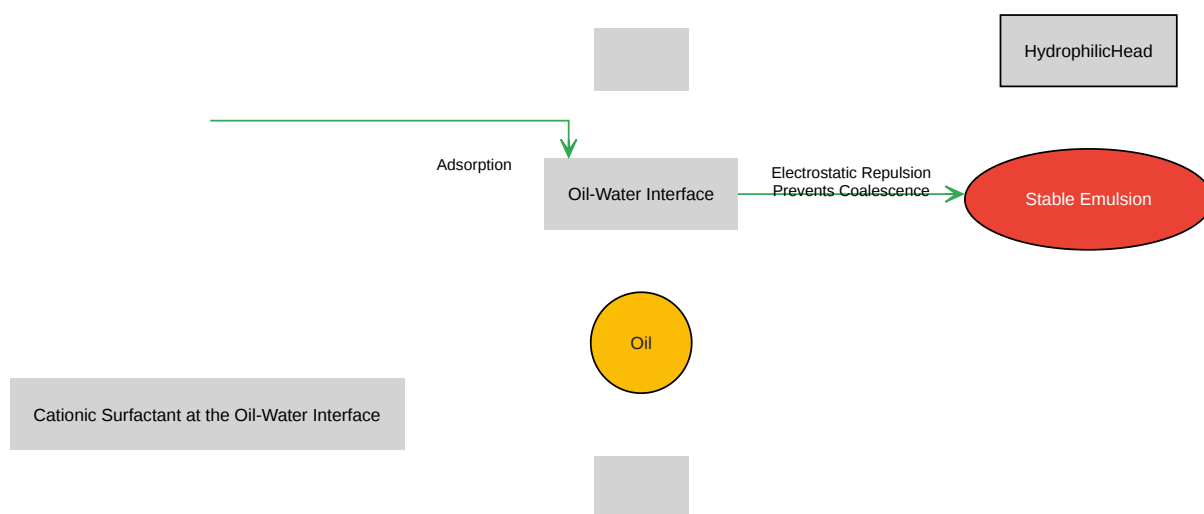 HydrophilicHead
Adsorption
Oil-Water Interface
Electrostatic Repulsion
Prevents Coalescence
Stable Emulsion
Oil
Cationic Surfactant at the Oil-Water Interface